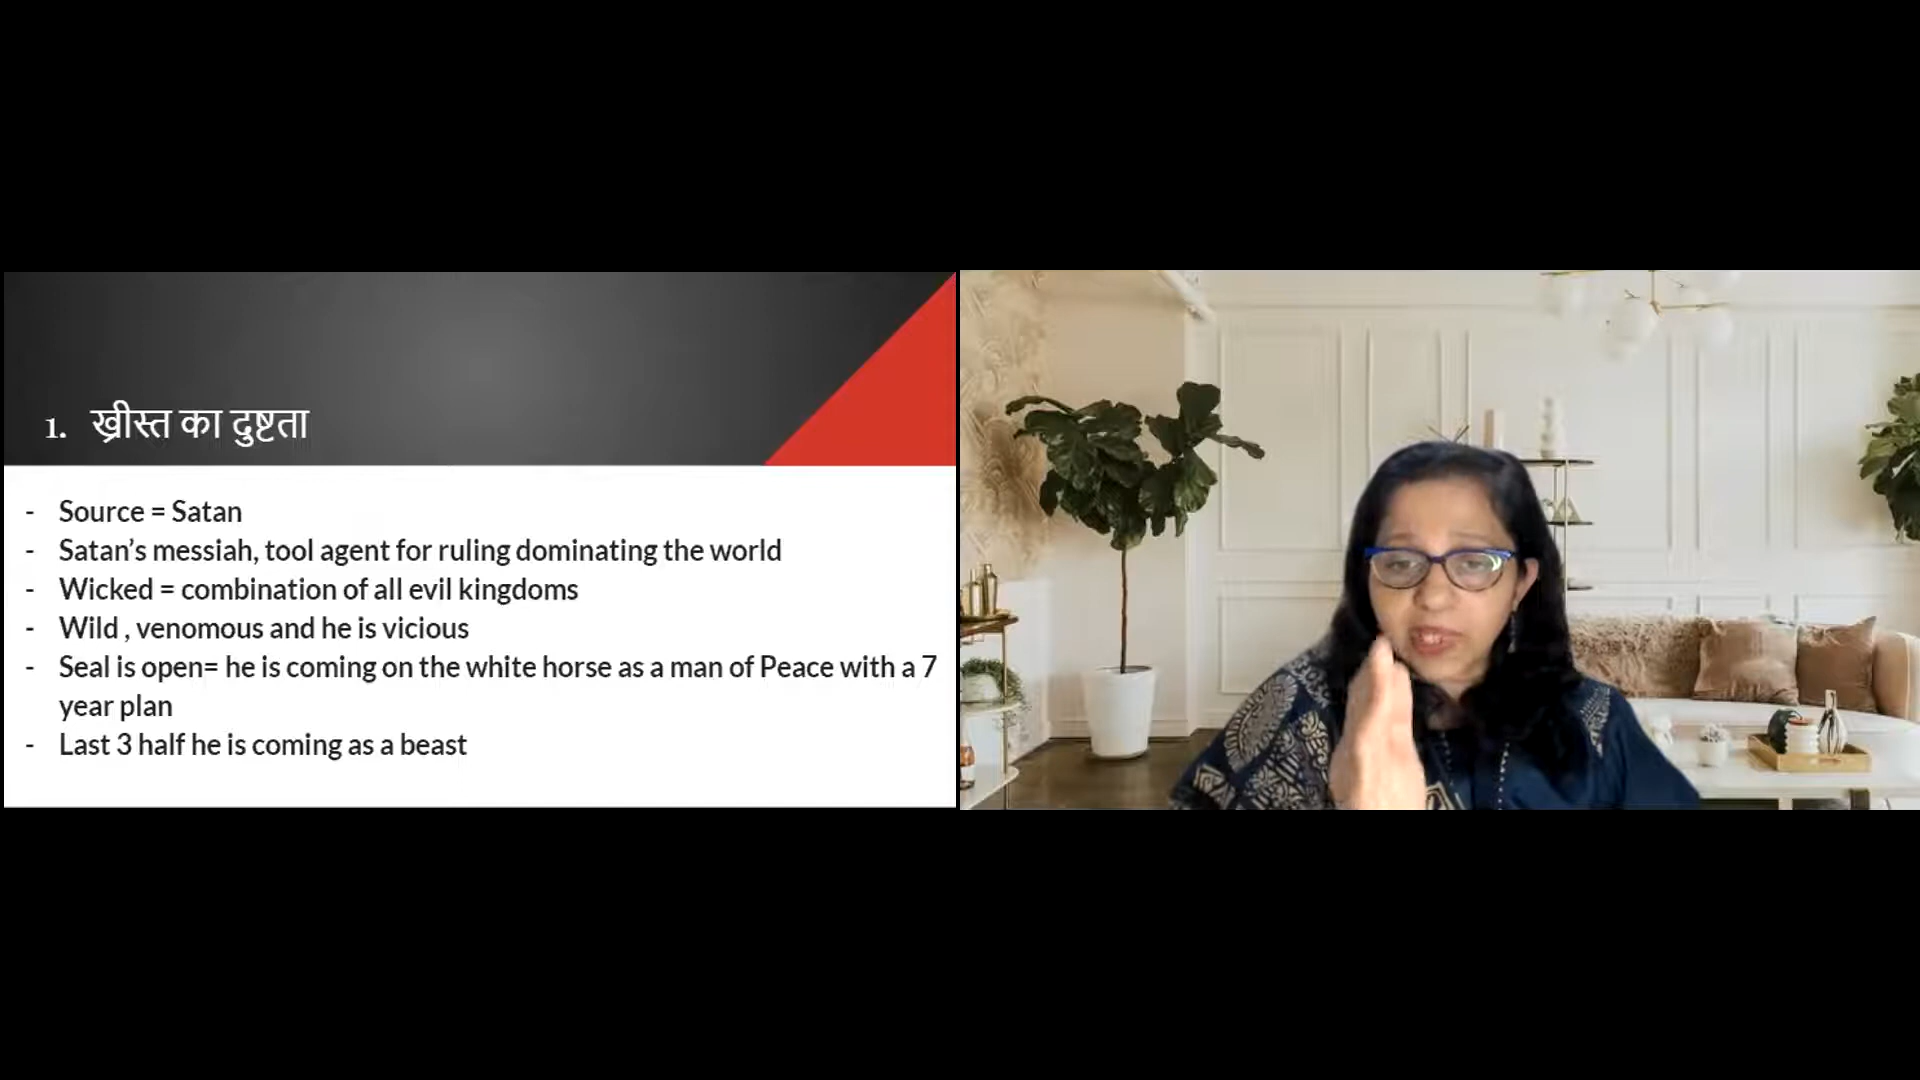 1. ख्रीस्त का दुष्टता
- Source = Satan
- Satan’s messiah, tool agent for ruling dominating the world
- Wicked = combination of all evil kingdoms
- Wild , venomous and he is vicious
- Seal is open= he is coming on the white horse as a man of Peace with a 7
year plan
- Last 3 half he is coming as a beast